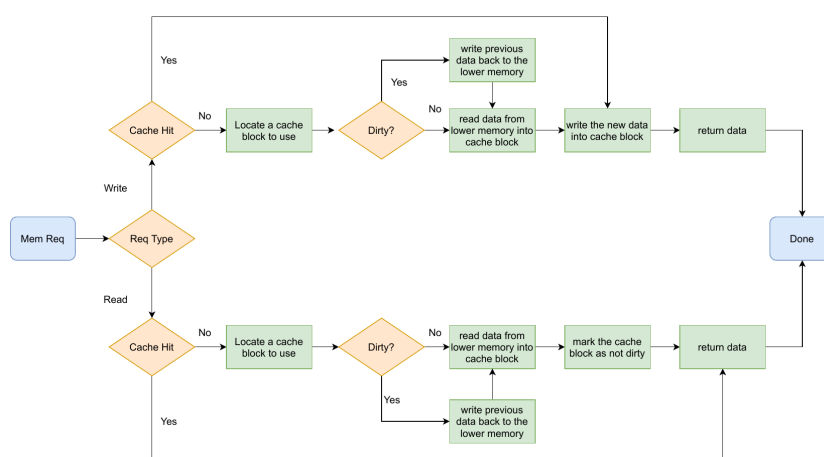 write previous
data back to the
lower memory
Yes
Yes
No
No
Cache Hit
Locate a cache
block to use
Dirty?
read data from
lower memory into
cache block
write the new data
into cache block
return data
Write
Mem Req
Req Type
Done
Read
No
No
Cache Hit
Locate a cache
block to use
Dirty?
read data from
lower memory into
cache block
mark the cache
block as not dirty
return data
Yes
Yes
write previous
data back to the
lower memory